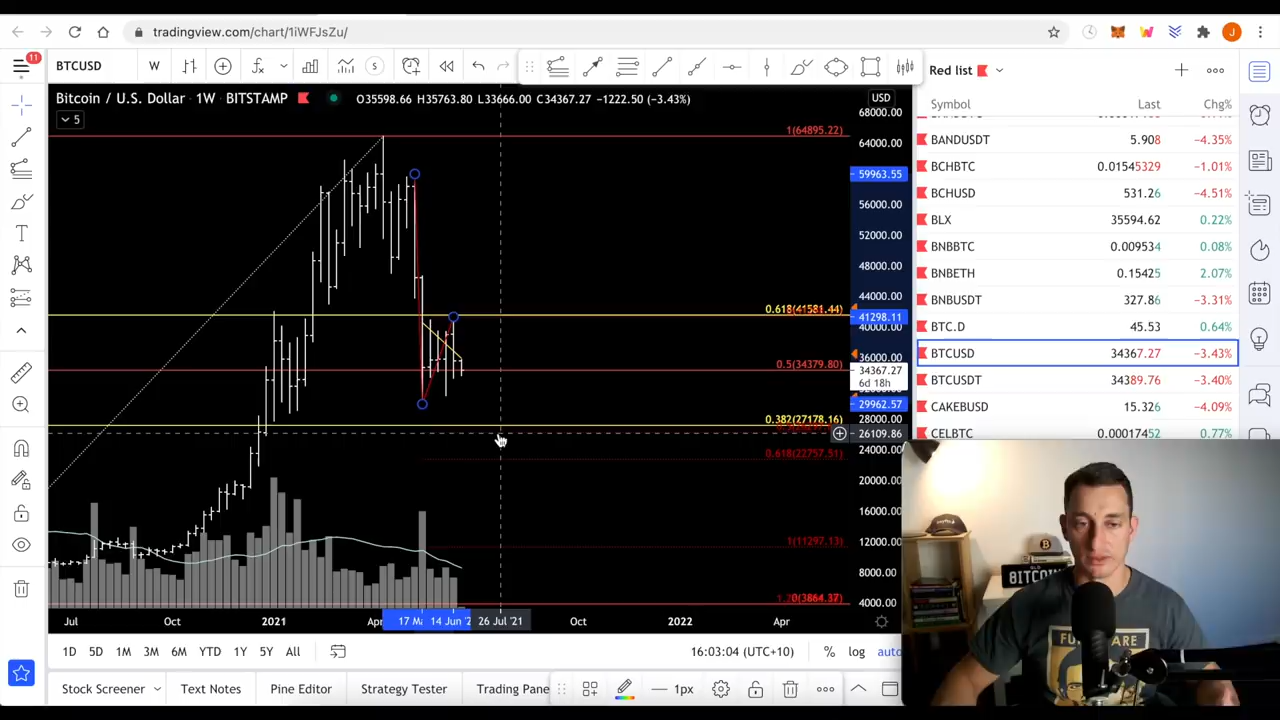 tradingview.com/chart/1iWFJsZu/
J
11
BTCUSD
W
S
Red list
Symbol Last Chg%
Bitcoin / U.S. Dollar · 1W · BITSTAMP
O35598.66 H35763.80 L33666.00 C34367.27 −1222.50 (−3.43%)
5
USD
68000.00
64000.00
1(64895.22)
59963.55
56000.00
52000.00
48000.00
44000.00
0.618(41581.44)
41298.11
40000.00
36000.00
0.5(34379.80)
34367.27
6d 18h
29962.57
28000.00
0.382(27178.16)
26109.86
24000.00
0.618(22757.51)
20000.00
16000.00
12000.00
1(11297.13)
8000.00
0(3864.37)
4000.00
BANDUSDT 5.908 −4.35%
BCHBTC 0.01545329 −1.01%
BCHUSD 531.26 −4.51%
BLX 35594.62 0.22%
BNBBTC 0.009534 0.08%
BNBETH 0.15425 2.07%
BNBUSDT 327.86 −3.31%
BTC.D 45.53 0.64%
BTCUSD 34367.27 −3.43%
BTCUSDT 34389.76 −3.40%
CAKEBUSD 15.326 −4.09%
CELBTC 0.00017452 0.77%
Jul Oct 2021 Apr 17 14 Jun 26 Jul '21 Oct 2022 Apr
1D 5D 1M 3M 6M YTD 1Y 5Y All
16:03:04 (UTC+10) % log auto
Stock Screener Text Notes Pine Editor Strategy Tester Trading Pane
1px